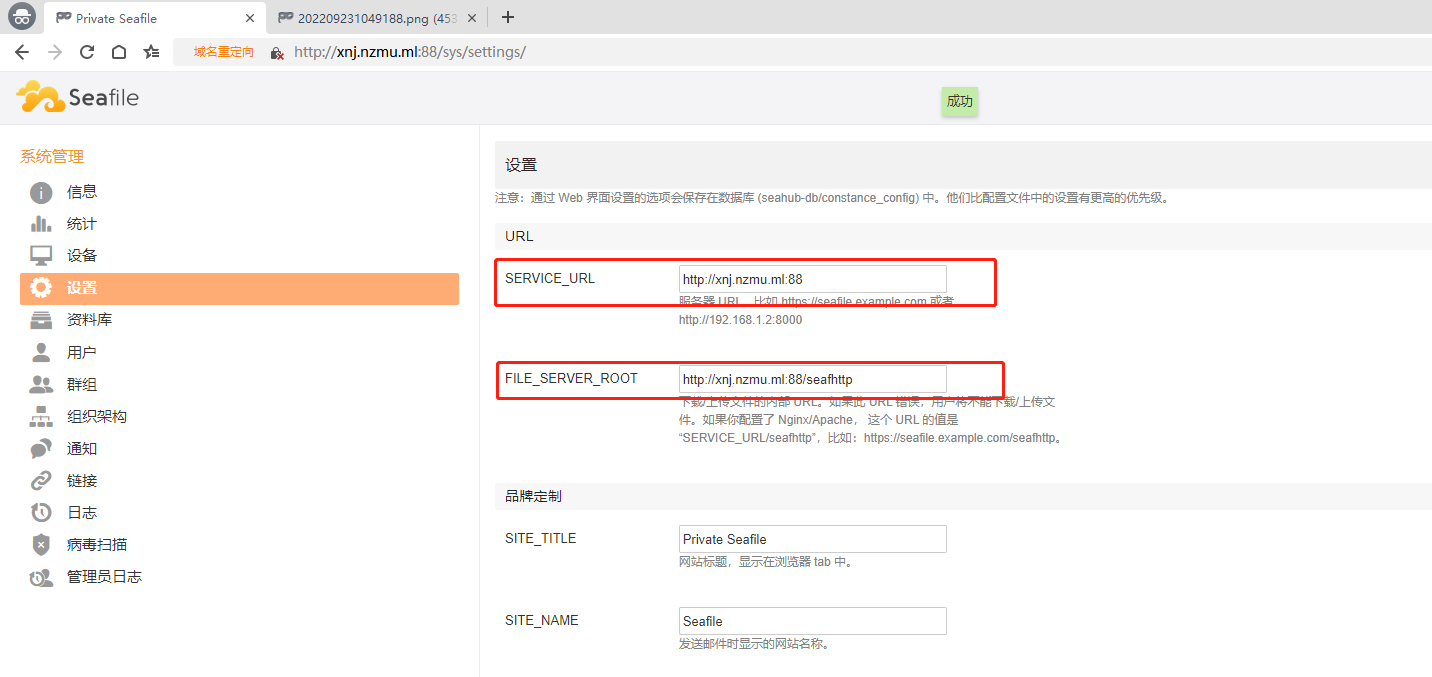 Private Seafile
202209231049188.png (453
域名重定向
http://xnj.nzmu.ml:88/sys/settings/
Seafile
成功
系统管理
信息
统计
设备
设置
资料库
用户
群组
组织架构
通知
链接
日志
病毒扫描
管理员日志
设置
注意：通过 Web 界面设置的选项会保存在数据库 (seahub-db/constance_config) 中。他们比配置文件中的设置有更高的优先级。
URL
SERVICE_URL
http://xnj.nzmu.ml:88
服务器 URL，比如 https://seafile.example.com 或者
http://192.168.1.2:8000
FILE_SERVER_ROOT
http://xnj.nzmu.ml:88/seafhttp
下载/上传文件的内部 URL。如果此 URL 错误，用户将不能下载/上传文
件。如果你配置了 Nginx/Apache， 这个 URL 的值是
“SERVICE_URL/seafhttp”，比如：https://seafile.example.com/seafhttp。
品牌定制
SITE_TITLE
Private Seafile
网站标题，显示在浏览器 tab 中。
SITE_NAME
Seafile
发送邮件时显示的网站名称。